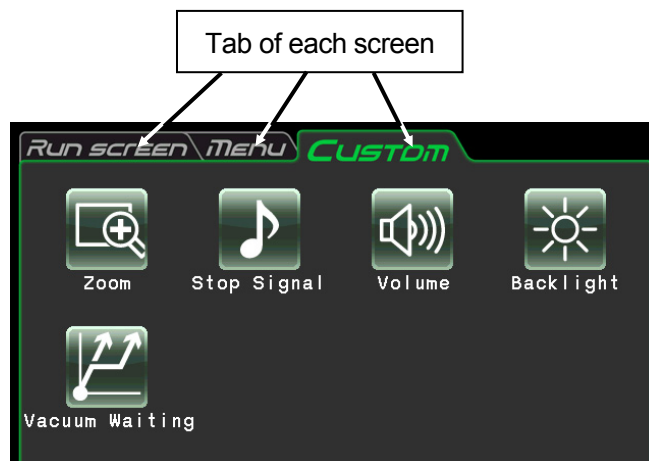 Tab of each screen
Run screen Menu Custom
Zoom Stop Signal Volume Backlight
Vacuum Waiting